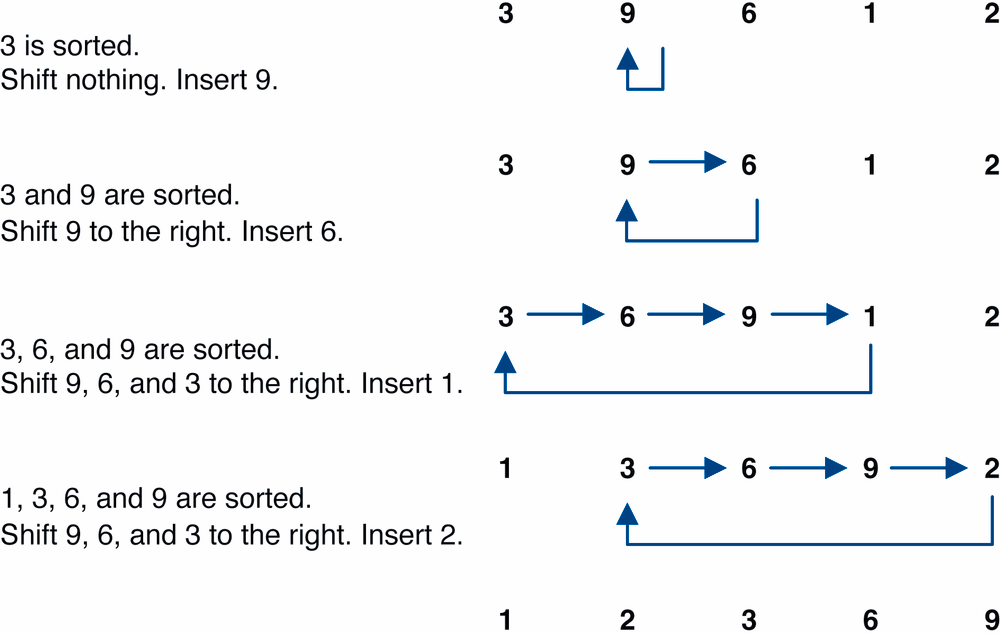 3 9 6 1 2
3 is sorted.
Shift nothing. Insert 9.
3 9 6 1 2
3 and 9 are sorted.
Shift 9 to the right. Insert 6.
3 6 9 1 2
3, 6, and 9 are sorted.
Shift 9, 6, and 3 to the right. Insert 1.
1 3 6 9 2
1, 3, 6, and 9 are sorted.
Shift 9, 6, and 3 to the right. Insert 2.
1 2 3 6 9